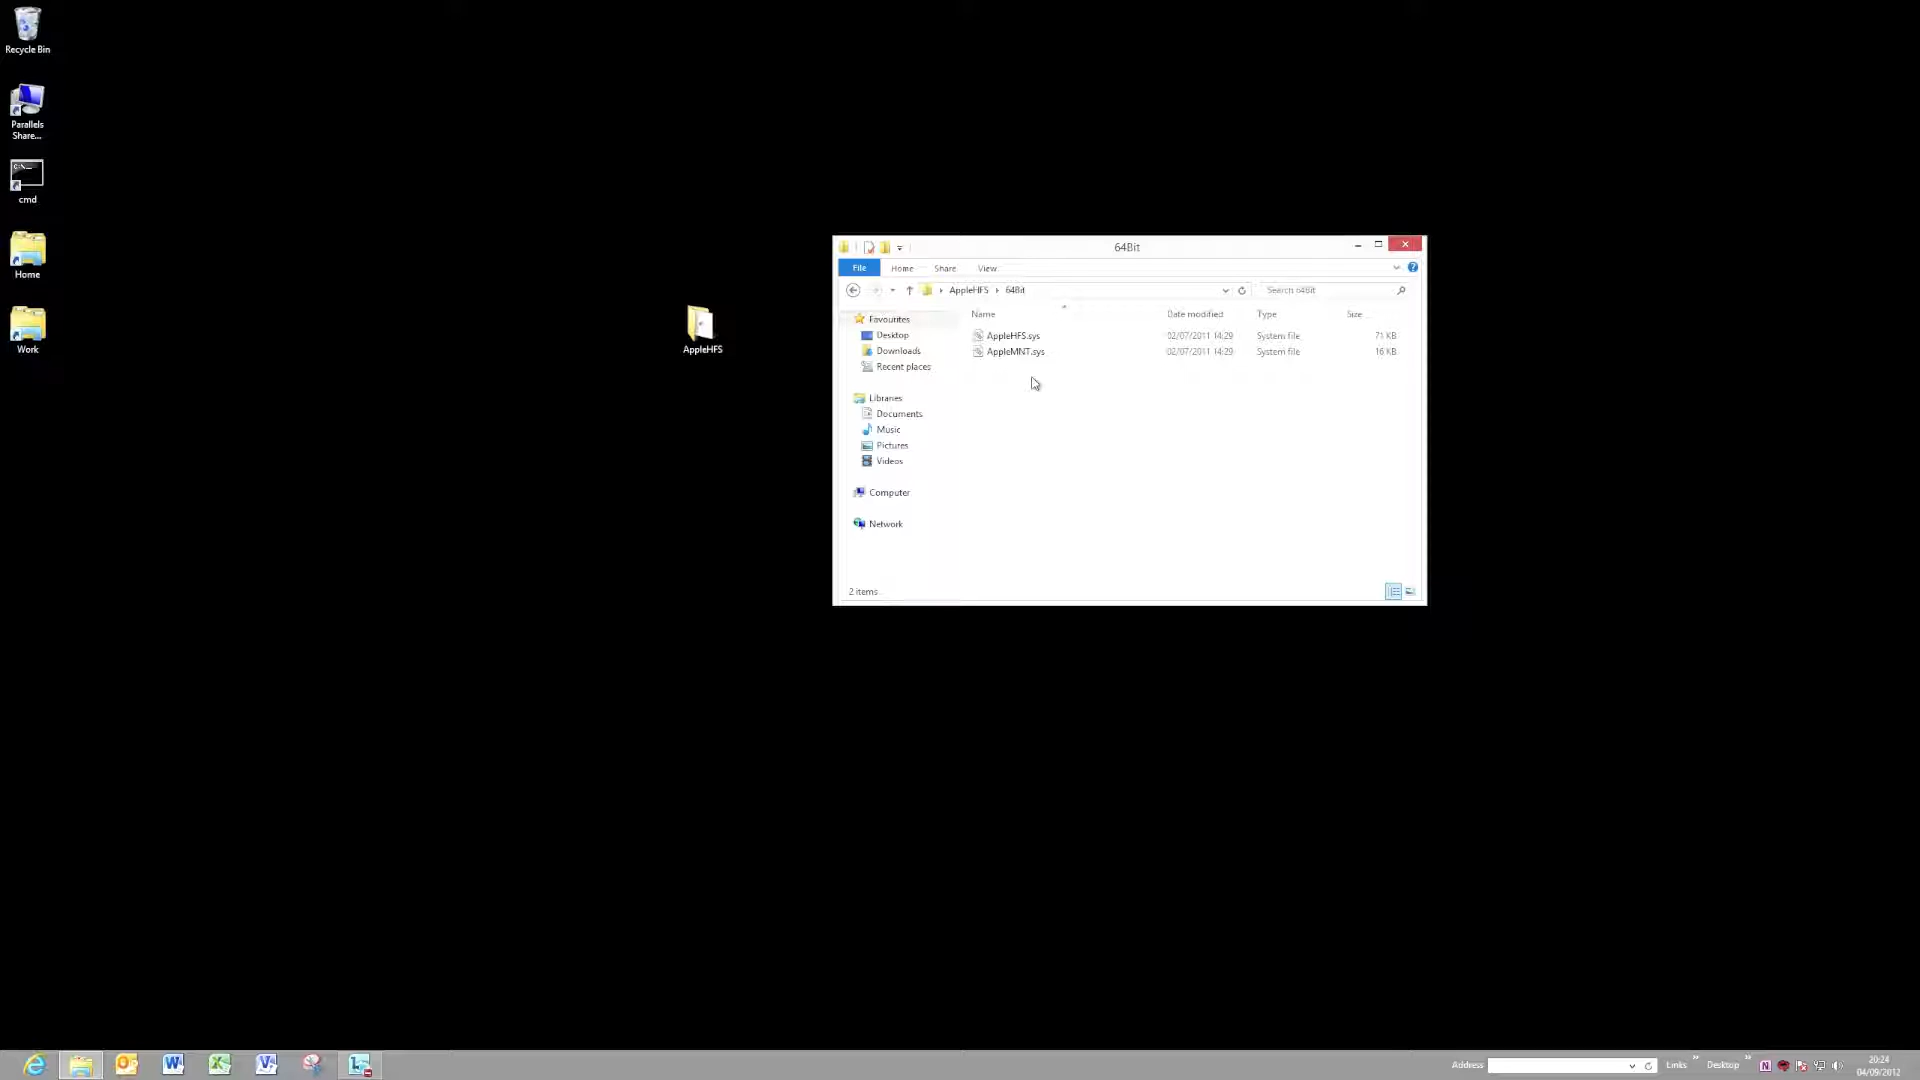 Recycle Bin
Parallels
Share...
cmd
Home
Work
AppleHFS
64Bit
File Home Share View
AppleHFS 64Bit
Search 64Bit
Name Date modified Type Size
AppleHFS.sys 02/07/2011 14:29 System file 71 KB
AppleMNT.sys 02/07/2011 14:29 System file 16 KB
Favourites
Desktop
Downloads
Recent places
Libraries
Documents
Music
Pictures
Videos
Computer
Network
2 items
Address
Links
Desktop
20:24
04/09/2012